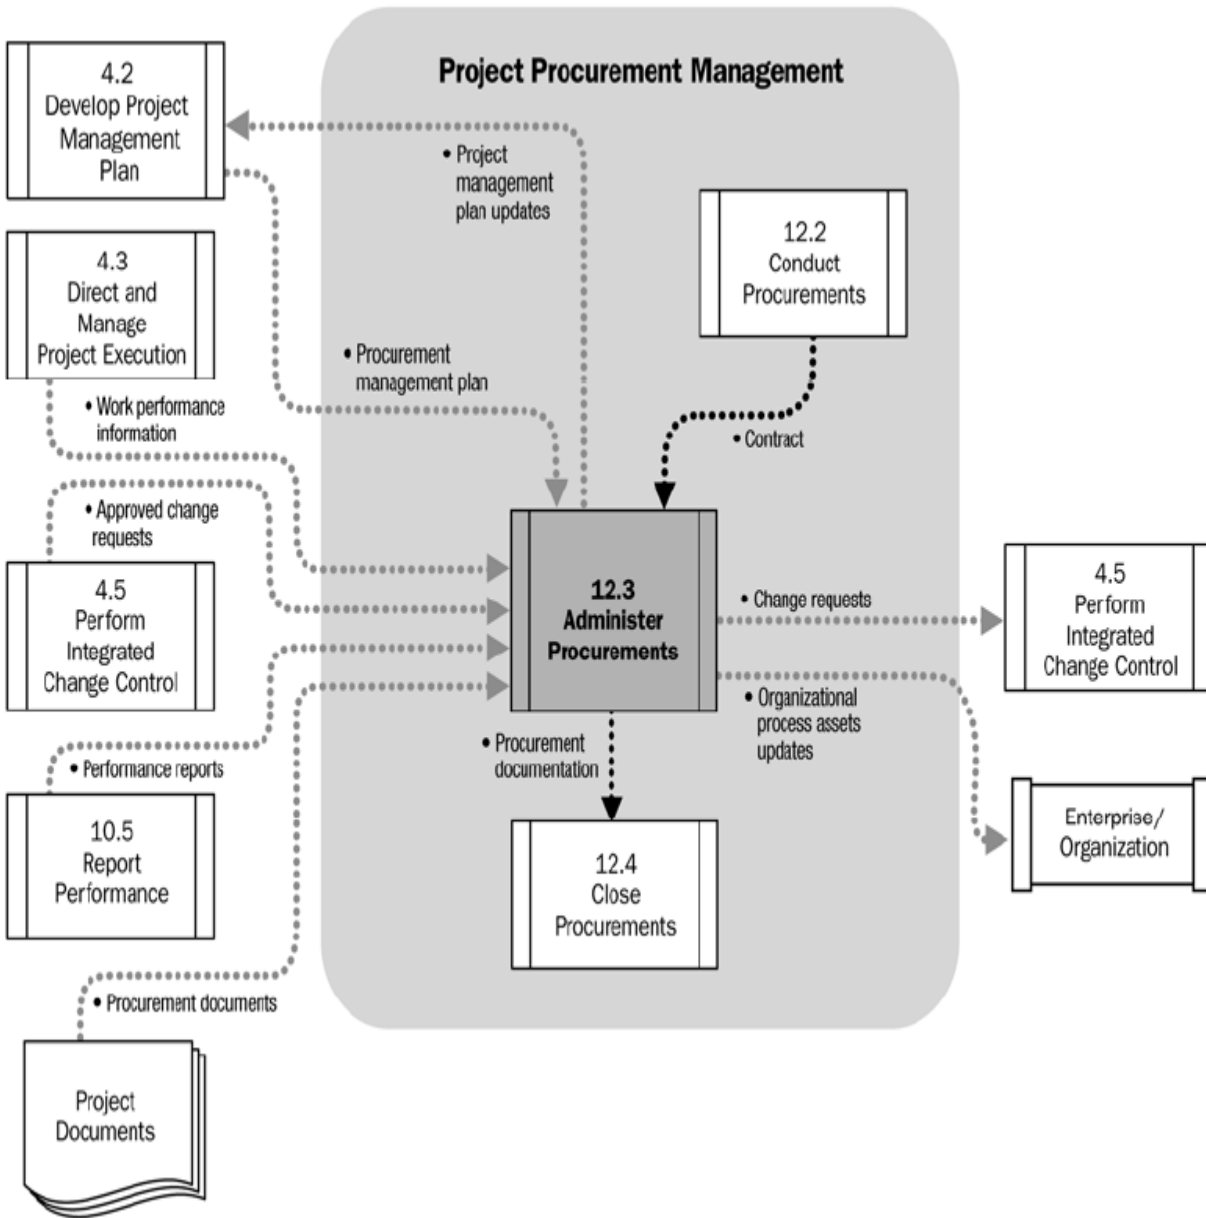 Project Procurement Management
4.2
Develop Project
Management
Plan
• Project
management
plan updates
12.2
Conduct
Procurements
4.3
Direct and
Manage
Project Execution
• Procurement
management plan
• Work performance
information
• Contract
• Approved change
requests
4.5
Perform
Integrated
Change Control
12.3
Administer
Procurements
• Change requests
4.5
Perform
Integrated
Change Control
• Organizational
process assets
updates
• Procurement
documentation
• Performance reports
10.5
Report
Performance
12.4
Close
Procurements
Enterprise/
Organization
• Procurement documents
Project
Documents